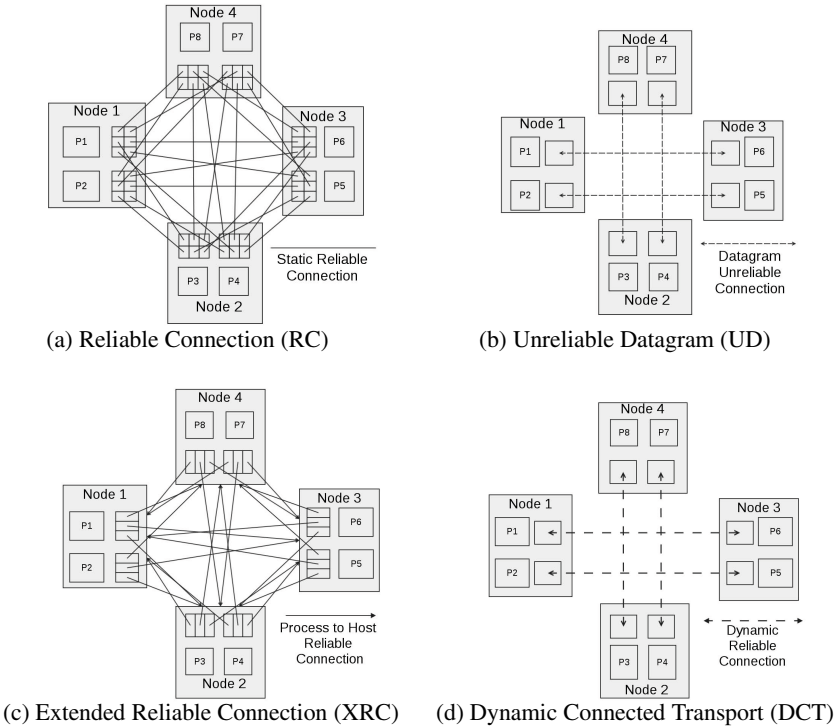 Node 4
P8 P7
Node 1
Node 3
P1
P6
P2
P5
P3 P4
Node 2
Static Reliable
Connection
(a) Reliable Connection (RC)
Node 4
P8 P7
Node 1
Node 3
P1
P6
P2
P5
P3 P4
Node 2
Datagram
Unreliable
Connection
(b) Unreliable Datagram (UD)
Node 4
P8 P7
Node 1
Node 3
P1
P6
P2
P5
P3 P4
Node 2
Process to Host
Reliable
Connection
(c) Extended Reliable Connection (XRC)
Node 4
P8 P7
Node 1
Node 3
P1
P6
P2
P5
P3 P4
Node 2
Dynamic
Reliable
Connection
(d) Dynamic Connected Transport (DCT)